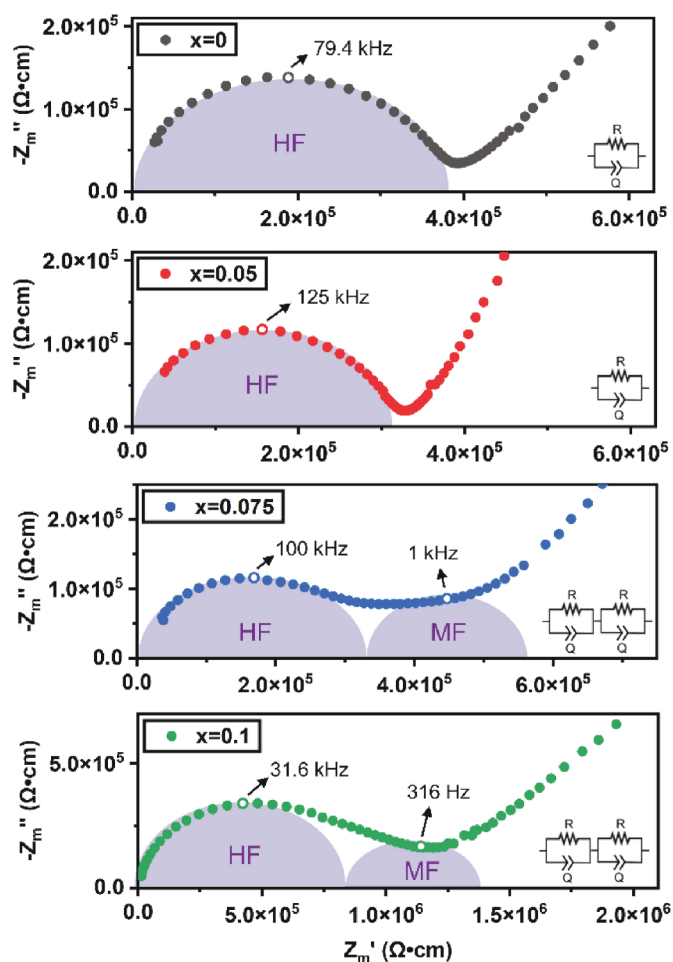 x=0
79.4 kHz
HF
R
Q
-Zm'' (Ω•cm)
2.0×10⁵
1.0×10⁵
0.0
0.0 2.0×10⁵ 4.0×10⁵ 6.0×10⁵
x=0.05
125 kHz
HF
R
Q
-Zm'' (Ω•cm)
2.0×10⁵
1.0×10⁵
0.0
0.0 2.0×10⁵ 4.0×10⁵ 6.0×10⁵
x=0.075
100 kHz
1 kHz
HF
MF
R R
Q Q
-Zm'' (Ω•cm)
2.0×10⁵
1.0×10⁵
0.0
0.0 2.0×10⁵ 4.0×10⁵ 6.0×10⁵
x=0.1
31.6 kHz
316 Hz
HF
MF
R R
Q Q
-Zm'' (Ω•cm)
5.0×10⁵
0.0
0.0 5.0×10⁵ 1.0×10⁶ 1.5×10⁶ 2.0×10⁶
Zm' (Ω•cm)